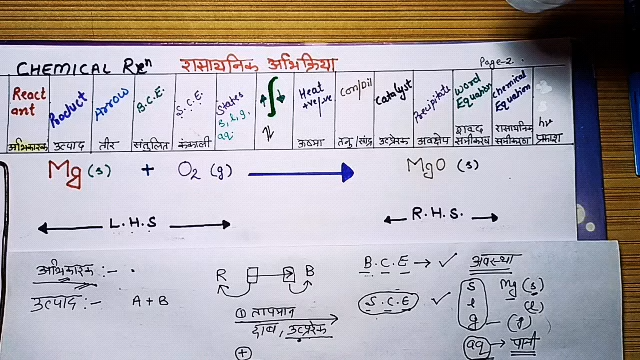 CHEMICAL Rxn रासायनिक अभिक्रिया Page-2
React ant Product Arrow B.C.E. S.C.E. States s, l, g, aq Heat +ve/-ve Con/Dil Catalyst Precipitate word Equation chemical Equation hν
अभिकारक उत्पाद तीर संतुलित कंकाली ऊष्मा तनु/सांद्र उत्प्रेरक अवक्षेप शब्द समीकरण रासायनिक समीकरण प्रकाश
Mg (s) + O2 (g) → MgO (s)
L.H.S R.H.S.
अभिकारक :- R B B.C.E → ✓ अवस्था
उत्पाद :- A + B ① तापमान S.C.E ✓ s Mg (s)
दाब, उत्प्रेरक l (l)
+ g (g)
aq → पानी